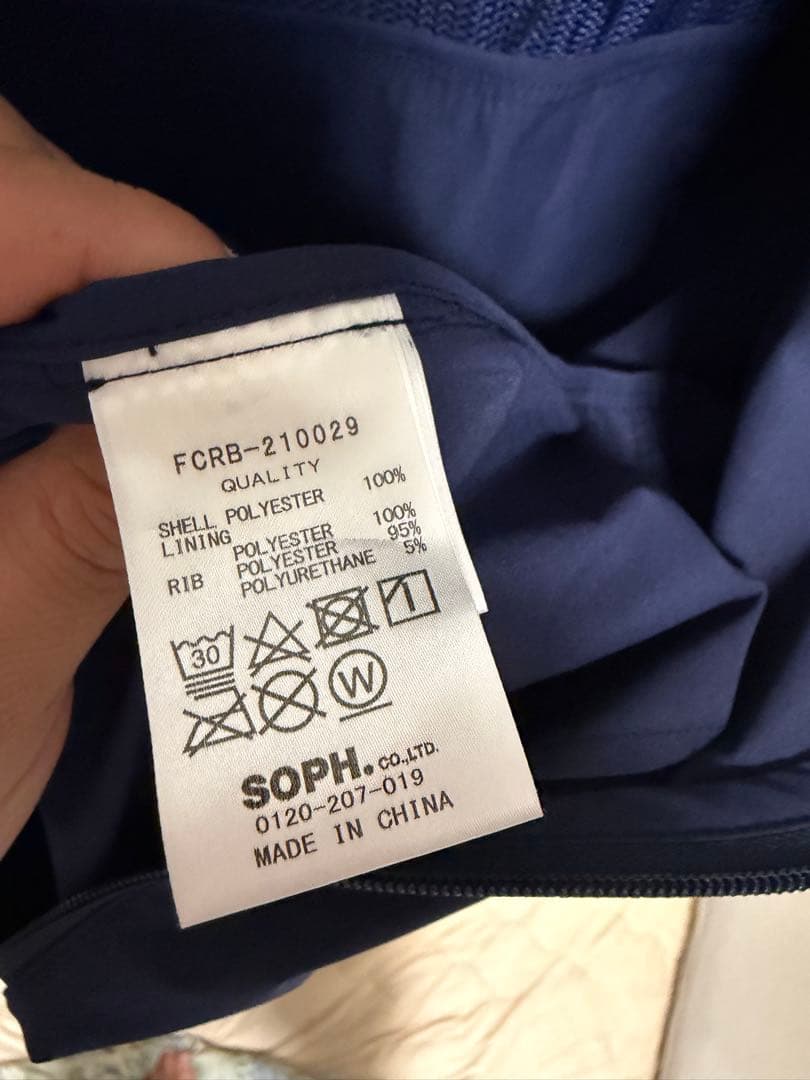 FCRB-210029
QUALITY
SHELL POLYESTER 100%
LINING POLYESTER 100%
RIB POLYESTER 95%
POLYURETHANE 5%
30
W
SOPH. CO.,LTD.
0120-207-019
MADE IN CHINA